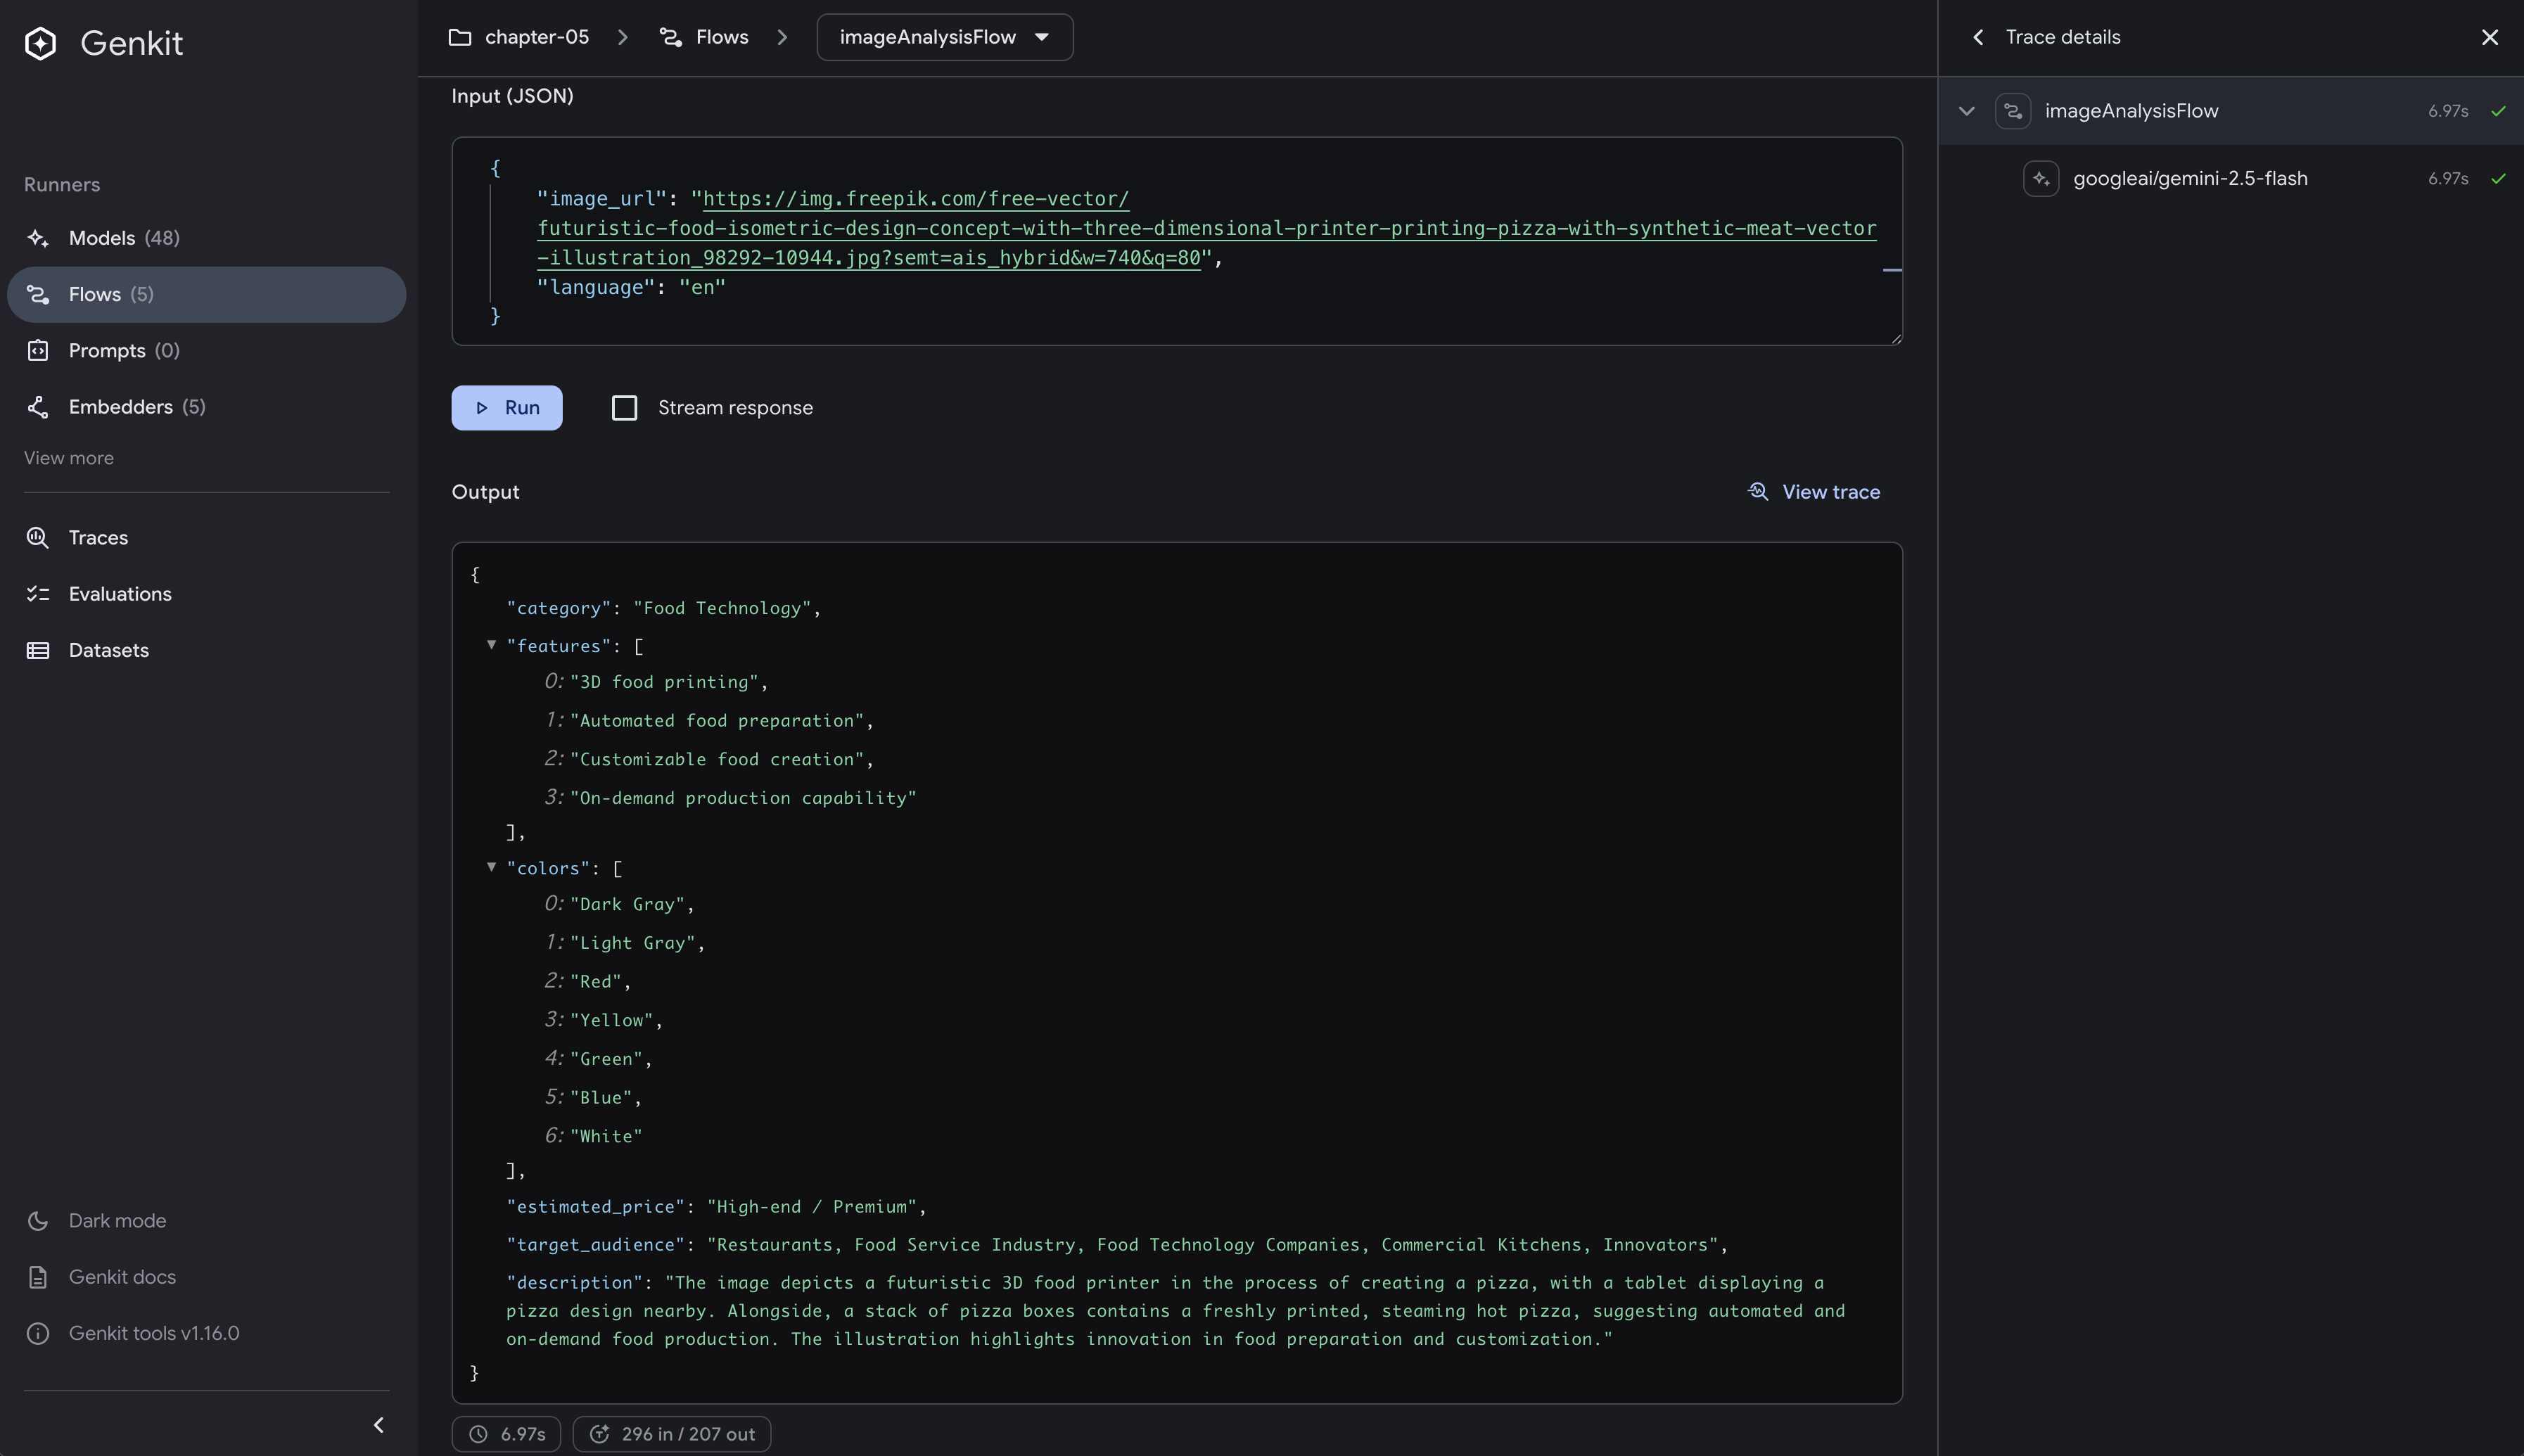 Genkit
Runners
Models (48)
Flows (5)
Prompts (0)
Embedders (5)
View more
Traces
Evaluations
Datasets
Dark mode
Genkit docs
Genkit tools v1.16.0
chapter-05
Flows
imageAnalysisFlow
Input (JSON)
{
"image_url": "https://img.freepik.com/free-vector/
futuristic-food-isometric-design-concept-with-three-dimensional-printer-printing-pizza-with-synthetic-meat-vector
-illustration_98292-10944.jpg?semt=ais_hybrid&w=740&q=80",
"language": "en"
}
Run
Stream response
Output
View trace
{
"category": "Food Technology",
"features": [
0: "3D food printing",
1: "Automated food preparation",
2: "Customizable food creation",
3: "On-demand production capability"
],
"colors": [
0: "Dark Gray",
1: "Light Gray",
2: "Red",
3: "Yellow",
4: "Green",
5: "Blue",
6: "White"
],
"estimated_price": "High-end / Premium",
"target_audience": "Restaurants, Food Service Industry, Food Technology Companies, Commercial Kitchens, Innovators",
"description": "The image depicts a futuristic 3D food printer in the process of creating a pizza, with a tablet displaying a
pizza design nearby. Alongside, a stack of pizza boxes contains a freshly printed, steaming hot pizza, suggesting automated and
on-demand food production. The illustration highlights innovation in food preparation and customization."
}
6.97s
296 in / 207 out
Trace details
imageAnalysisFlow 6.97s
googleai/gemini-2.5-flash 6.97s